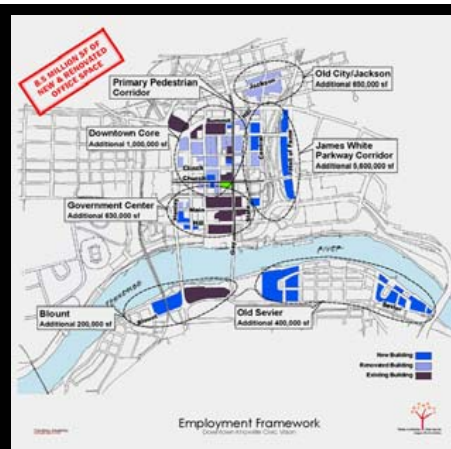 8.5 MILLION SF OF
NEW & RENOVATED
OFFICE SPACE
Primary Pedestrian
Corridor
Old City/Jackson
Additional 650,000 sf
Jackson
Downtown Core
Additional 1,000,000 sf
James White
Parkway Corridor
Additional 5,600,000 sf
Clinch
Church
Government Center
Additional 630,000 sf
Hill
RIVER
Blount
Additional 200,000 sf
Old Sevier
Additional 400,000 sf
Sevier
New Building
Renovated Building
Existing Building
Employment Framework
Downtown Knoxville Civic Vision